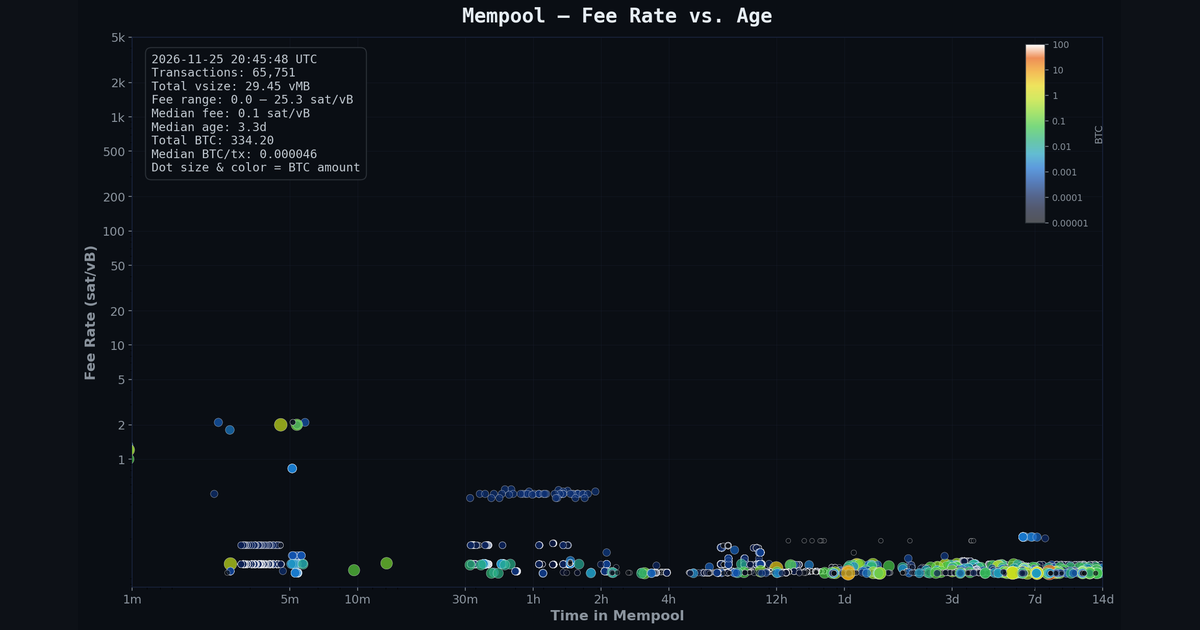 Mempool — Fee Rate vs. Age
2026-11-25 20:45:48 UTC
Transactions: 65,751
Total vsize: 29.45 vMB
Fee range: 0.0 — 25.3 sat/vB
Median fee: 0.1 sat/vB
Median age: 3.3d
Total BTC: 334.20
Median BTC/tx: 0.000046
Dot size & color = BTC amount
Fee Rate (sat/vB)
5k
2k
1k
500
200
100
50
20
10
5
2
1
100
10
1
0.1
0.01
0.001
0.0001
0.00001
BTC
1m 5m 10m 30m 1h 2h 4h 12h 1d 3d 7d 14d
Time in Mempool